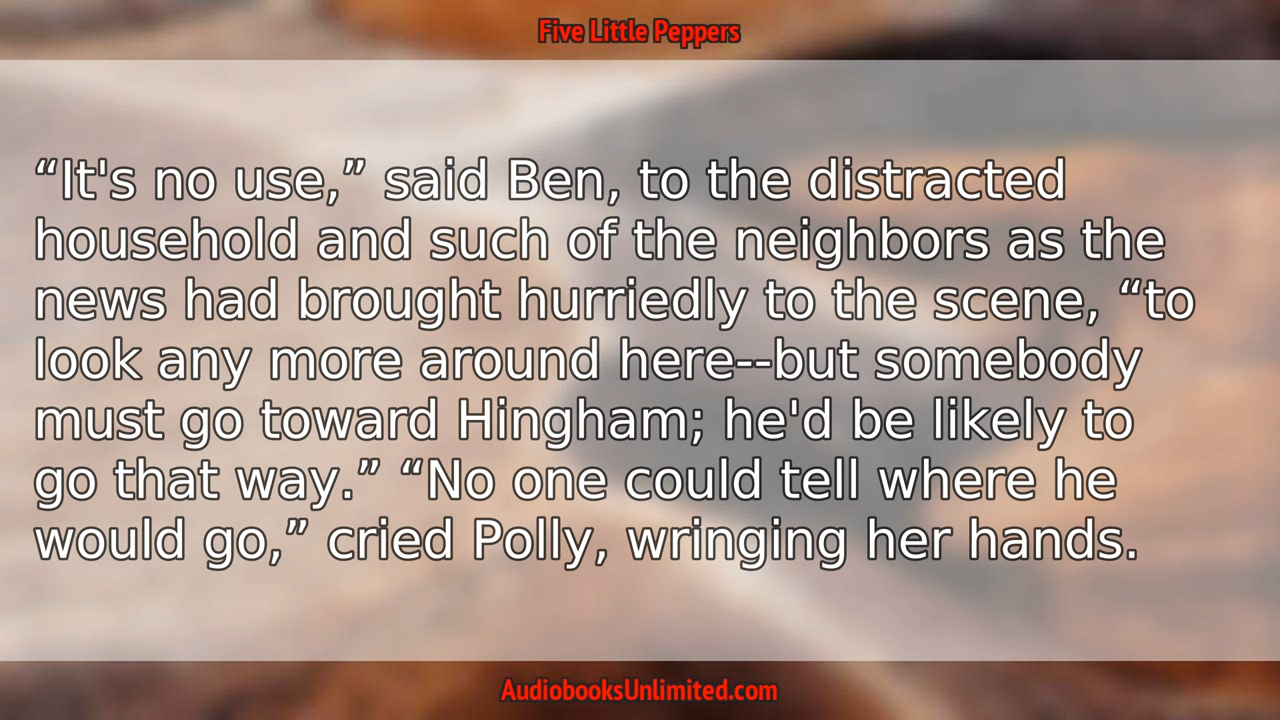 Five Little Peppers
“It's no use,” said Ben, to the distracted
household and such of the neighbors as the
news had brought hurriedly to the scene, “to
look any more around here--but somebody
must go toward Hingham; he'd be likely to
go that way.” “No one could tell where he
would go,” cried Polly, wringing her hands.
AudiobooksUnlimited.com